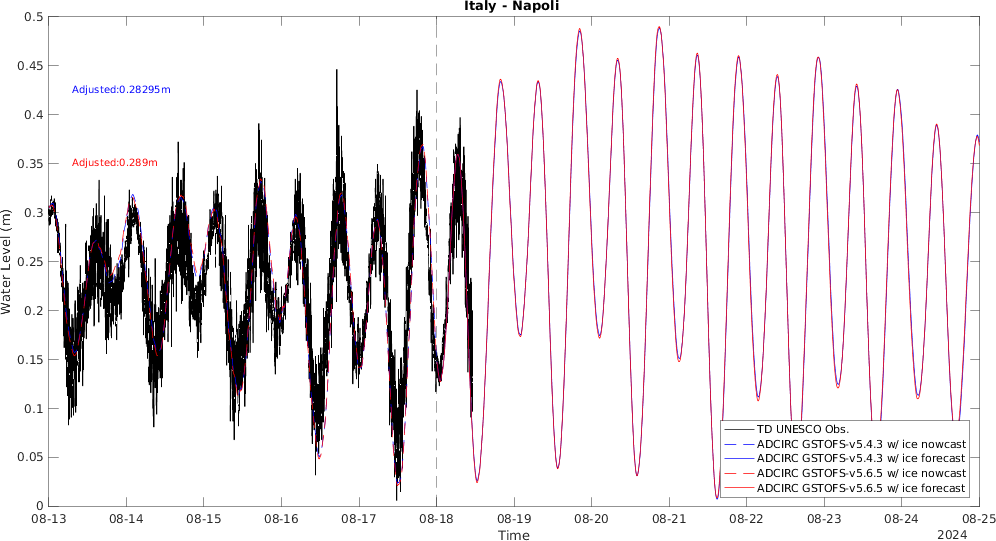 Italy - Napoli
0.5
0.45
0.4
0.35
0.3
0.25
0.2
0.15
0.1
0.05
0
Water Level (m)
Adjusted:0.28295m
Adjusted:0.289m
TD UNESCO Obs.
ADCIRC GSTOFS-v5.4.3 w/ ice nowcast
ADCIRC GSTOFS-v5.4.3 w/ ice forecast
ADCIRC GSTOFS-v5.6.5 w/ ice nowcast
ADCIRC GSTOFS-v5.6.5 w/ ice forecast
08-13 08-14 08-15 08-16 08-17 08-18 08-19 08-20 08-21 08-22 08-23 08-24 08-25
Time
2024